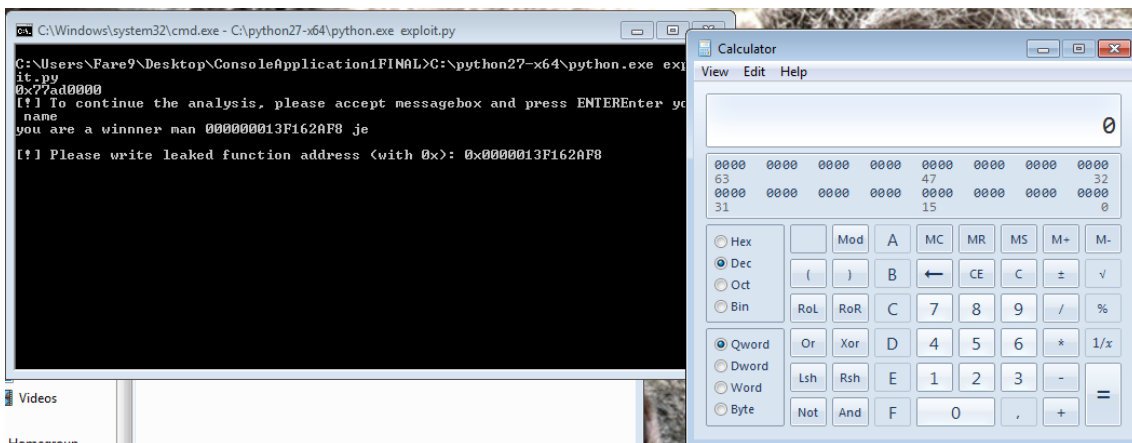 C:\Windows\system32\cmd.exe - C:\python27-x64\python.exe exploit.py
C:\Users\Fare9\Desktop\ConsoleApplication1FINAL>C:\python27-x64\python.exe exp
it.py
0x77ad0000
[!] To continue the analysis, please accept messagebox and press ENTEREnter yo
name
you are a winnner man 000000013F162AF8 je
[!] Please write leaked function address (with 0x): 0x0000013F162AF8
Videos
Calculator
View Edit Help
0
0000 0000 0000 0000 0000 0000 0000 0000
63 47 32
0000 0000 0000 0000 0000 0000 0000 0000
31 15 0
Hex
Dec
Oct
Bin
Qword
Dword
Word
Byte
Mod A MC MR MS M+ M-
( ) B ← CE C ± √
RoL RoR C 7 8 9 / %
Or Xor D 4 5 6 * 1/x
Lsh Rsh E 1 2 3 - =
Not And F 0 , +